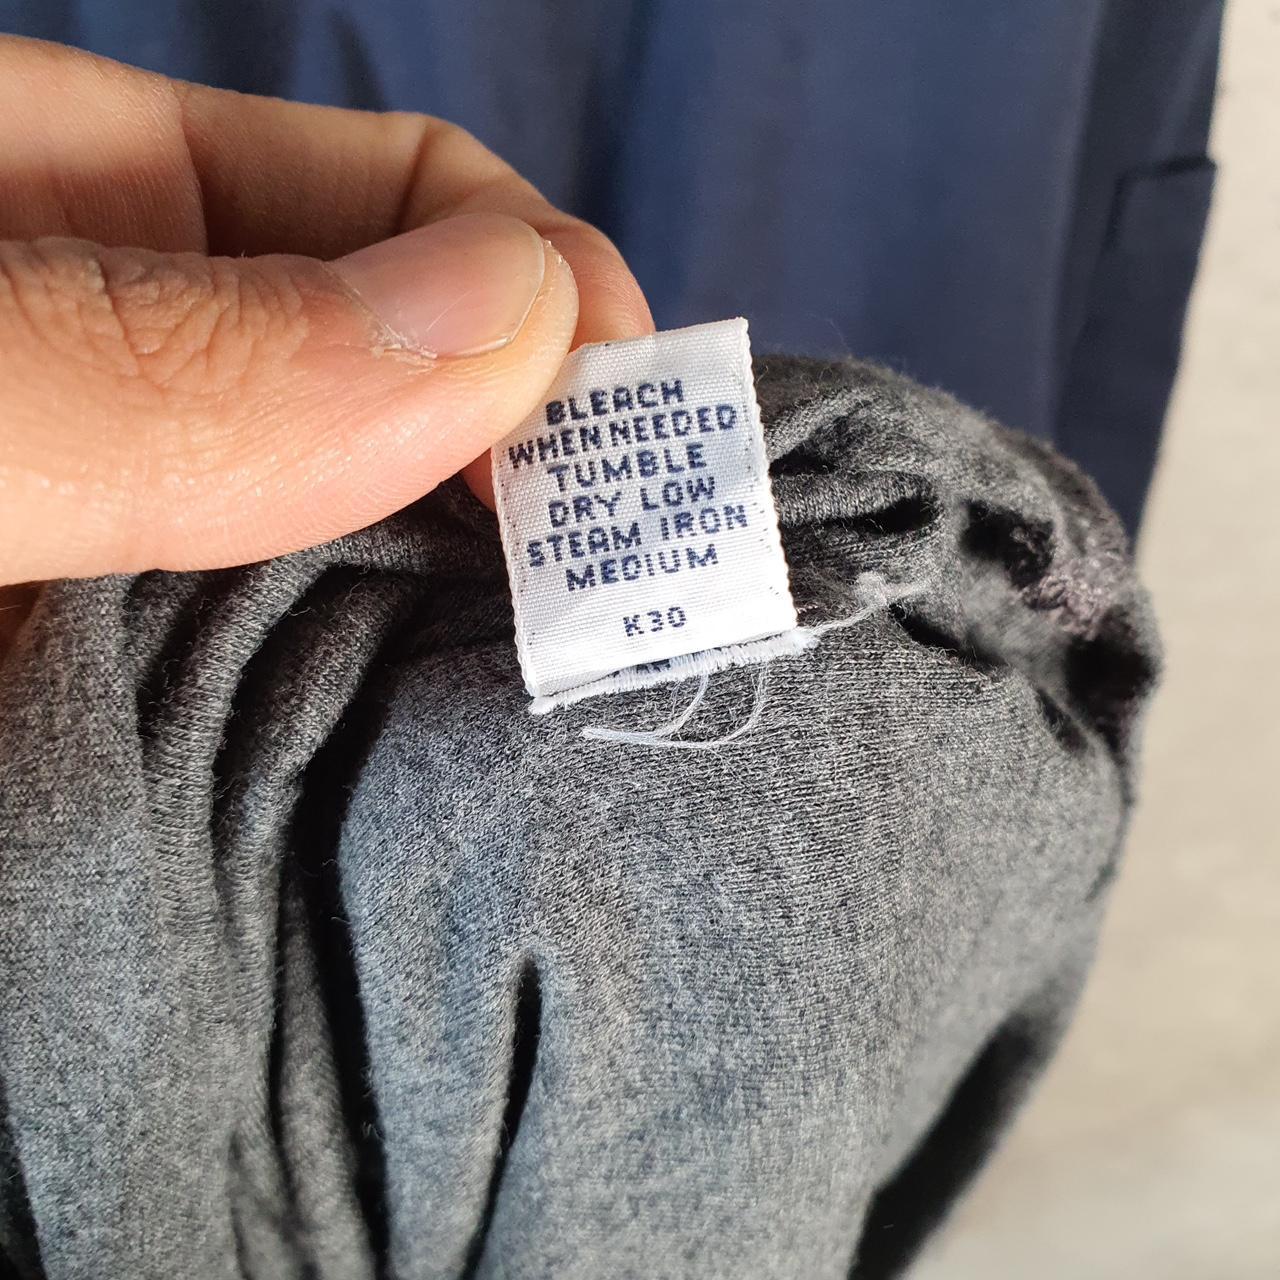 BLEACH
WHEN NEEDED
TUMBLE
DRY LOW
STEAM IRON
MEDIUM
K30